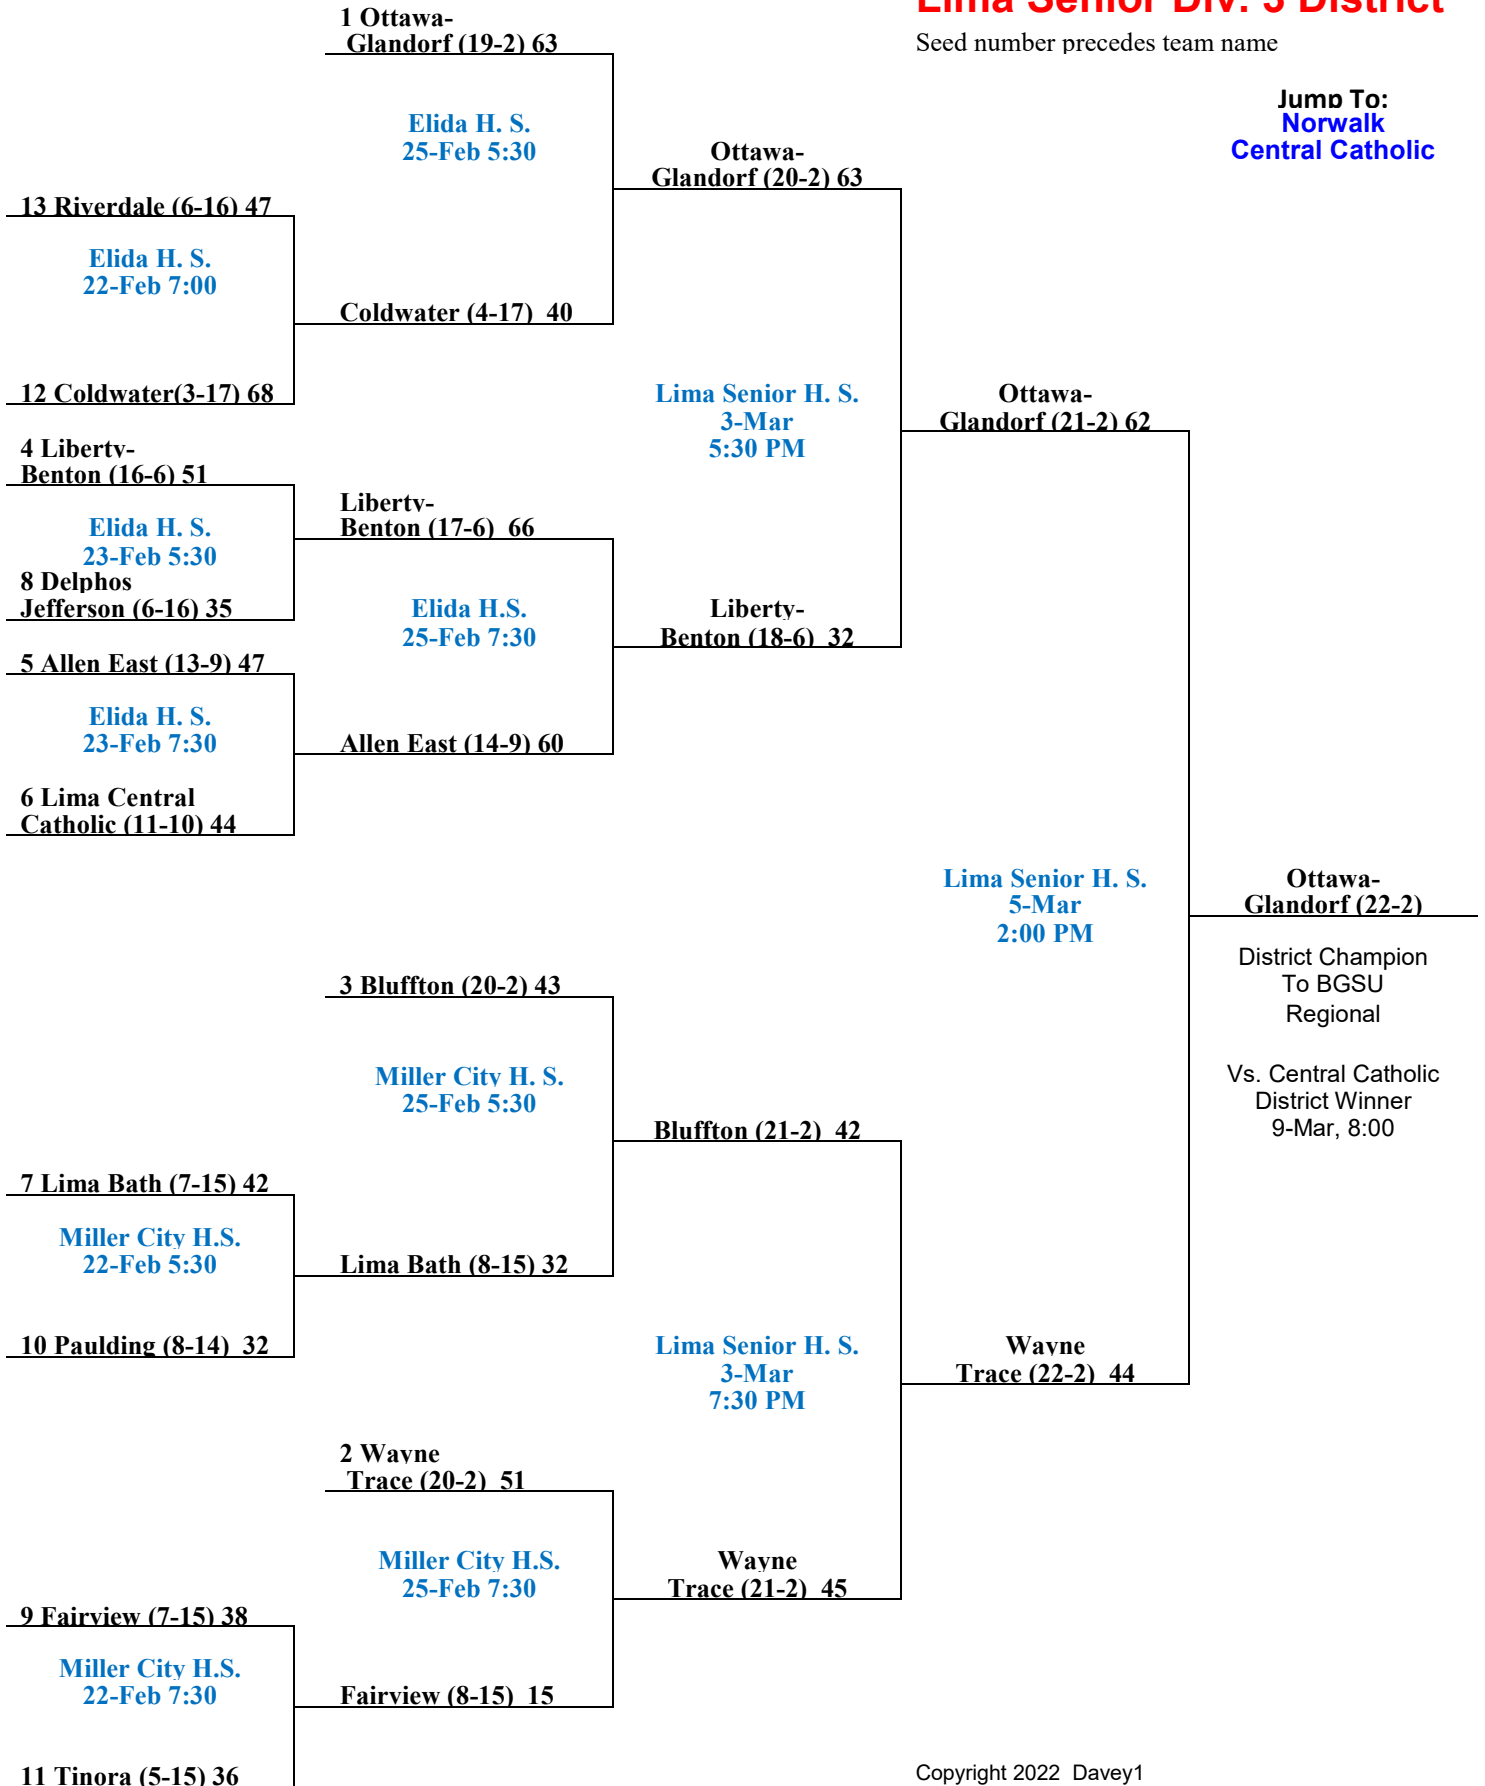 Lima Senior Div. 3 District
Seed number precedes team name
Jump To:
Norwalk
Central Catholic
1 Ottawa-
Glandorf (19-2) 63
Elida H. S.
25-Feb 5:30
Ottawa-
Glandorf (20-2) 63
13 Riverdale (6-16) 47
Elida H. S.
22-Feb 7:00
Coldwater (4-17) 40
12 Coldwater(3-17) 68
Lima Senior H. S.
3-Mar
5:30 PM
Ottawa-
Glandorf (21-2) 62
4 Liberty-
Benton (16-6) 51
Elida H. S.
23-Feb 5:30
Liberty-
Benton (17-6) 66
8 Delphos
Jefferson (6-16) 35
Elida H.S.
25-Feb 7:30
Liberty-
Benton (18-6) 32
5 Allen East (13-9) 47
Elida H. S.
23-Feb 7:30
Allen East (14-9) 60
6 Lima Central
Catholic (11-10) 44
Lima Senior H. S.
5-Mar
2:00 PM
Ottawa-
Glandorf (22-2)
District Champion
To BGSU
Regional
Vs. Central Catholic
District Winner
9-Mar, 8:00
3 Bluffton (20-2) 43
Miller City H. S.
25-Feb 5:30
Bluffton (21-2) 42
7 Lima Bath (7-15) 42
Miller City H.S.
22-Feb 5:30
Lima Bath (8-15) 32
10 Paulding (8-14) 32
Lima Senior H. S.
3-Mar
7:30 PM
Wayne
Trace (22-2) 44
2 Wayne
Trace (20-2) 51
Miller City H.S.
25-Feb 7:30
Wayne
Trace (21-2) 45
9 Fairview (7-15) 38
Miller City H.S.
22-Feb 7:30
Fairview (8-15) 15
11 Tinora (5-15) 36
Copyright 2022 Davey1